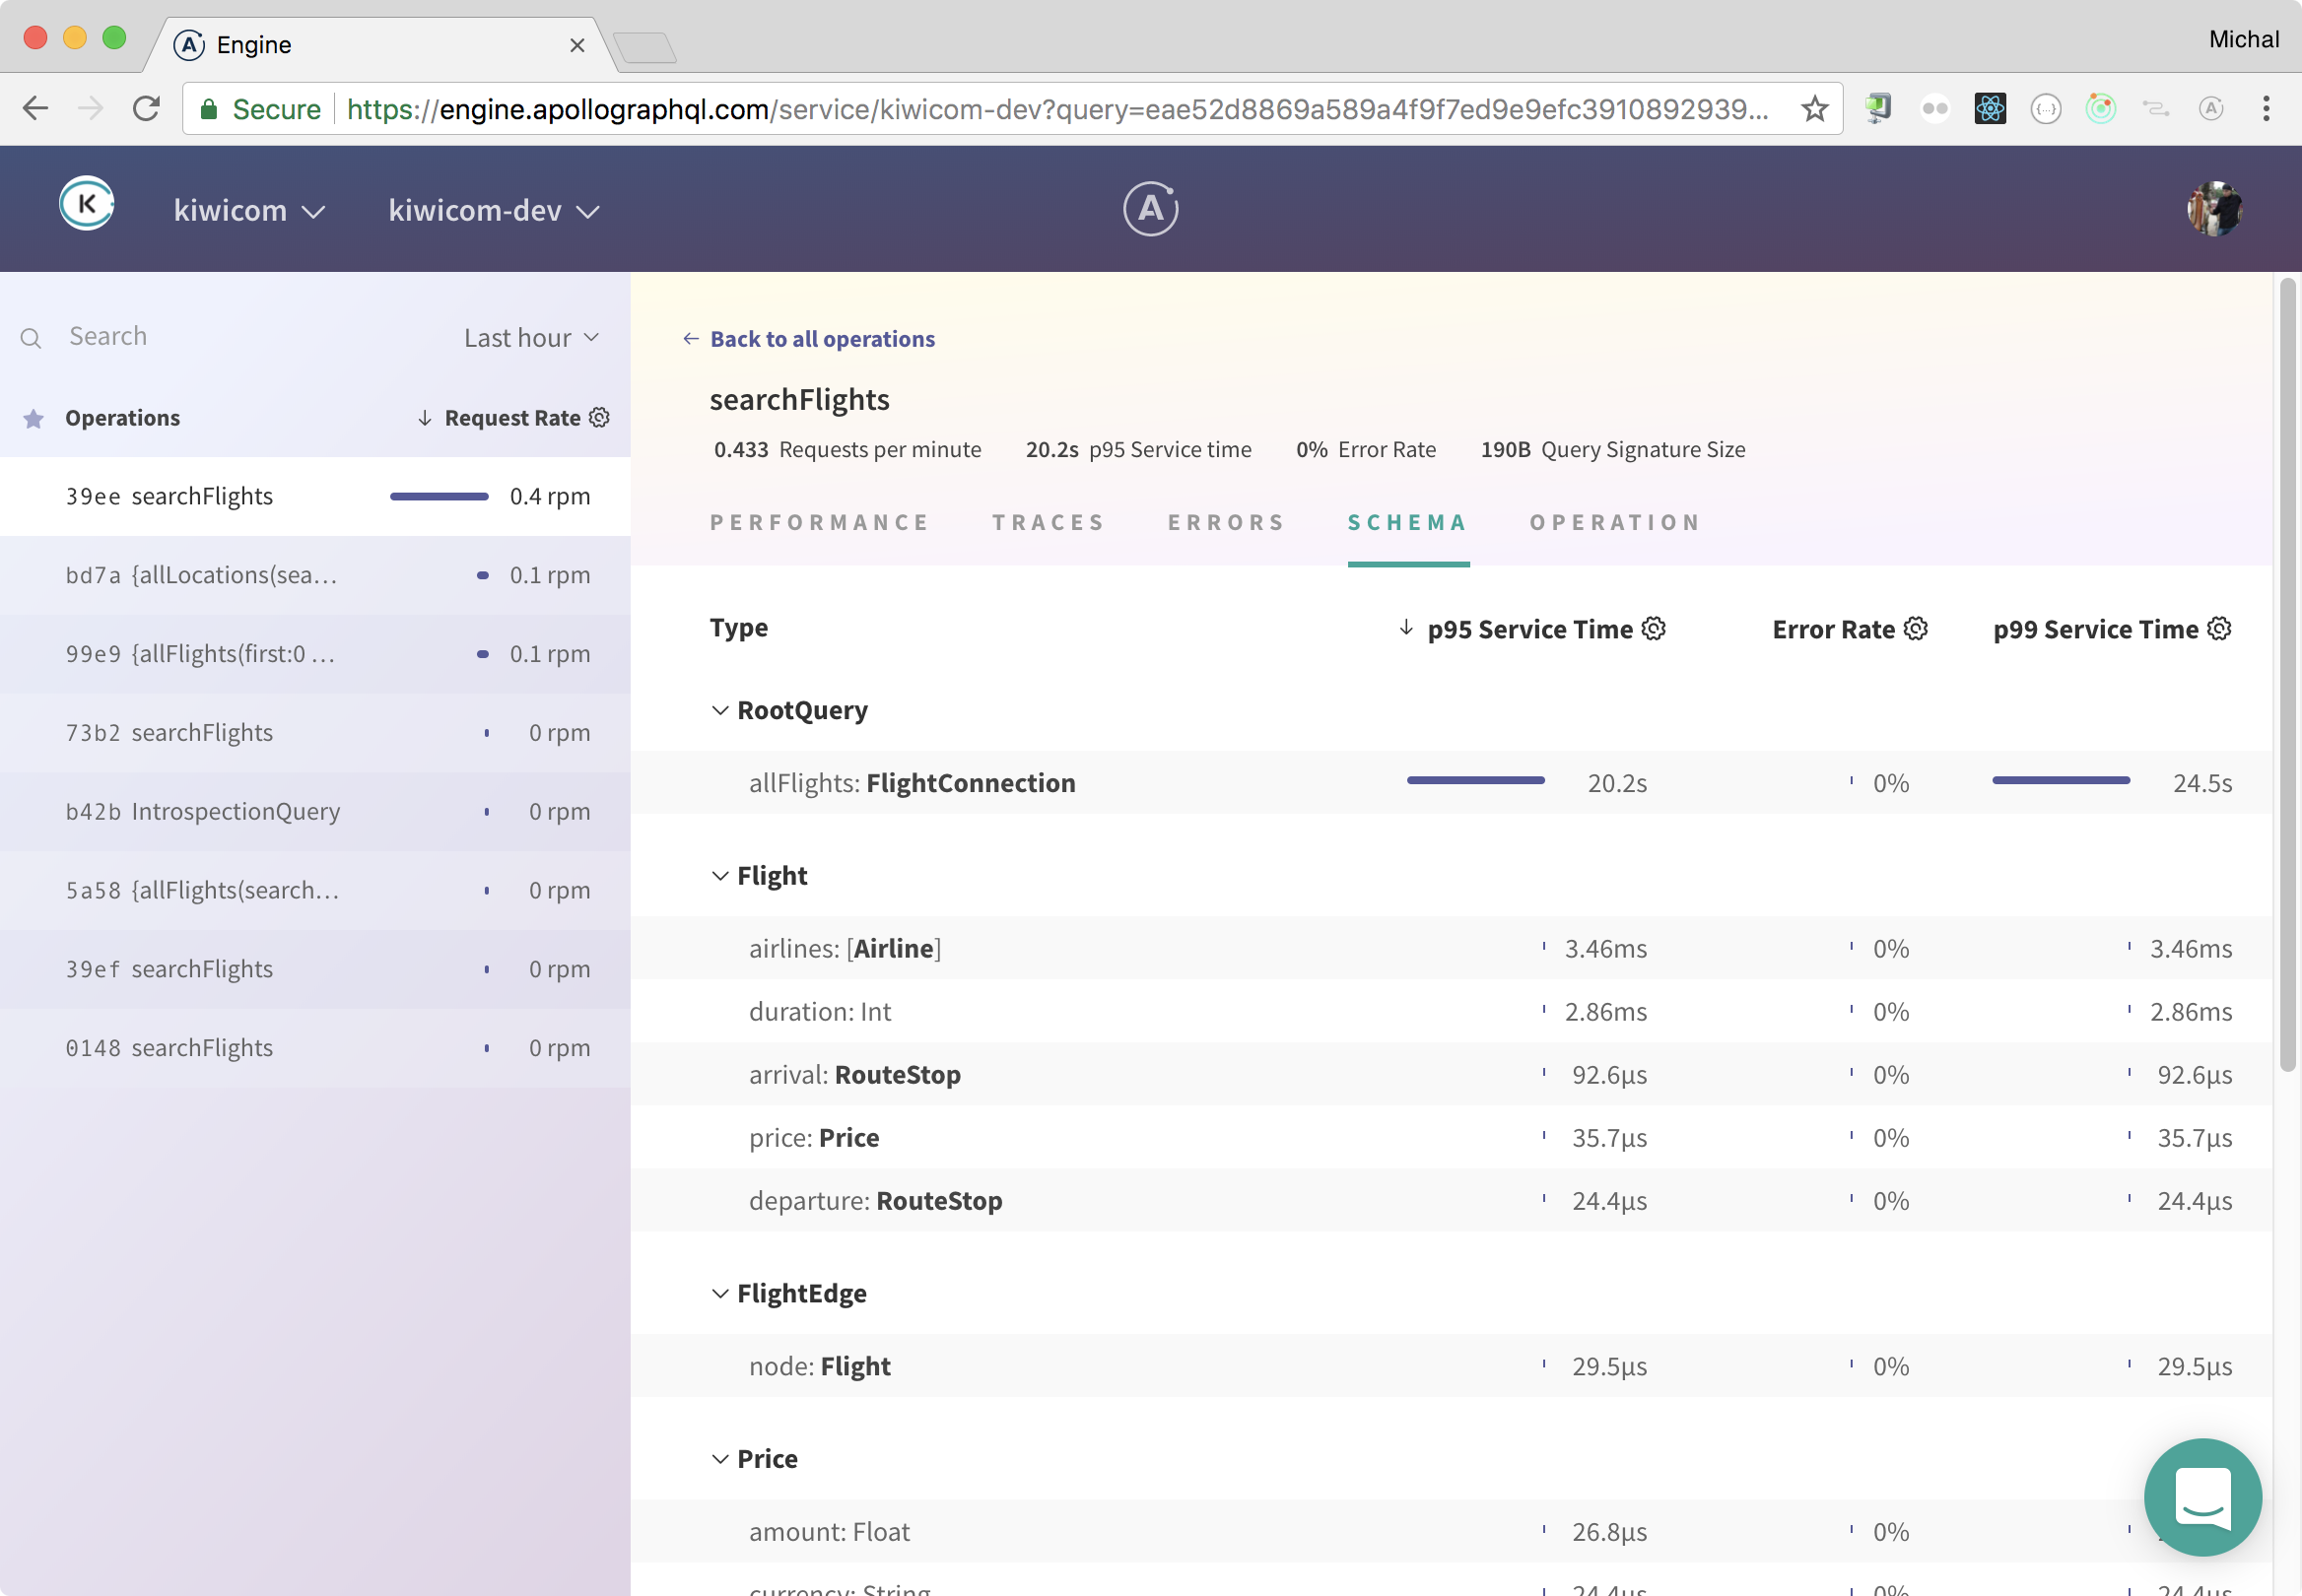 Engine
Michal
Secure https://engine.apollographql.com/service/kiwicom-dev?query=eae52d8869a589a4f9f7ed9e9efc3910892939...
K kiwicom kiwicom-dev A
Search Last hour
Operations Request Rate
39ee searchFlights 0.4 rpm
bd7a {allLocations(sea… 0.1 rpm
99e9 {allFlights(first:0 … 0.1 rpm
73b2 searchFlights 0 rpm
b42b IntrospectionQuery 0 rpm
5a58 {allFlights(search… 0 rpm
39ef searchFlights 0 rpm
0148 searchFlights 0 rpm
Back to all operations
searchFlights
0.433 Requests per minute 20.2s p95 Service time 0% Error Rate 190B Query Signature Size
PERFORMANCE TRACES ERRORS SCHEMA OPERATION
Type p95 Service Time Error Rate p99 Service Time
RootQuery
allFlights: FlightConnection 20.2s 0% 24.5s
Flight
airlines: [Airline] 3.46ms 0% 3.46ms
duration: Int 2.86ms 0% 2.86ms
arrival: RouteStop 92.6µs 0% 92.6µs
price: Price 35.7µs 0% 35.7µs
departure: RouteStop 24.4µs 0% 24.4µs
FlightEdge
node: Flight 29.5µs 0% 29.5µs
Price
amount: Float 26.8µs 0%
currency: String 24.4µs 0% 24.4µs